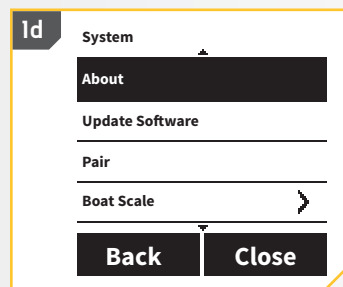 1d
System
About
Update Software
Pair
Boat Scale
Back Close